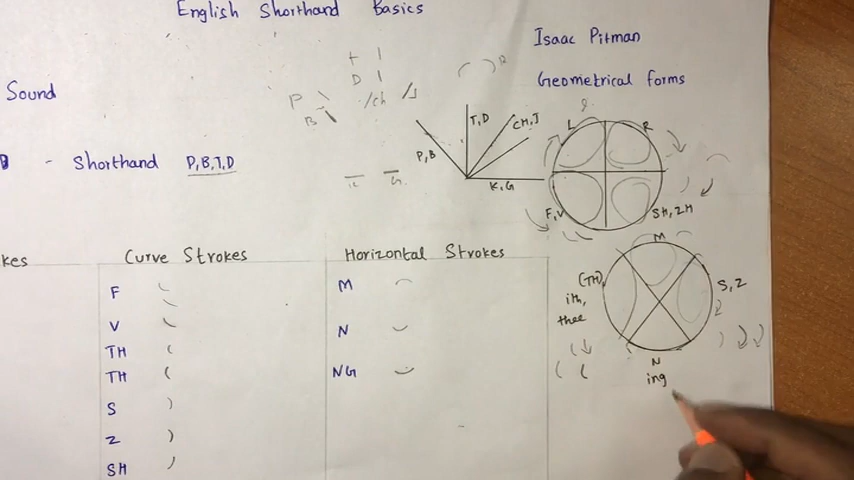 English Shorthand Basics
Isaac Pitman
Geometrical forms
Sound
- Shorthand P,B,T,D
T
D
P
B
/ch /J
K G
P,B
T,D
CH,J
K,G
L R
F,V SH,ZH
kes
Curve Strokes
Horizontal Strokes
F
V
TH
TH
S
Z
SH
M
N
NG
M
(TH)
ith,
thee
S,Z
N
ing